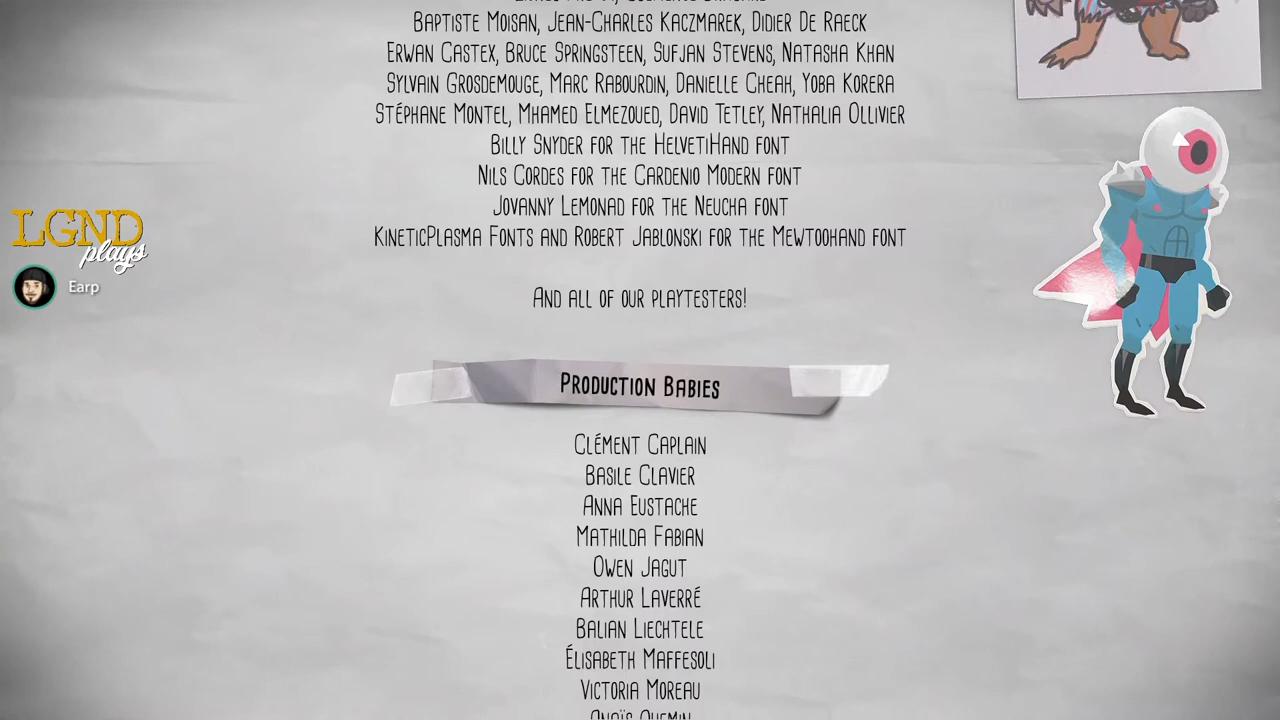 Baptiste Moisan, Jean-Charles Kaczmarek, Didier De Raeck
Erwan Castex, Bruce Springsteen, Sufjan Stevens, Natasha Khan
Sylvain Grosdemouge, Marc Rabourdin, Danielle Cheah, Yoba Korera
Stéphane Montel, Mhamed Elmezoued, David Tetley, Nathalia Ollivier
Billy Snyder for the HelvetiHand font
Nils Cordes for the Cardenio Modern font
Jovanny Lemonad for the Neucha font
KineticPlasma Fonts and Robert Jablonski for the Mewtoohand font
LGND
plays
Earp
And all of our playtesters!
Production Babies
Clément Caplain
Basile Clavier
Anna Eustache
Mathilda Fabian
Owen Jagut
Arthur Laverré
Balian Liechtele
Élisabeth Maffesoli
Victoria Moreau